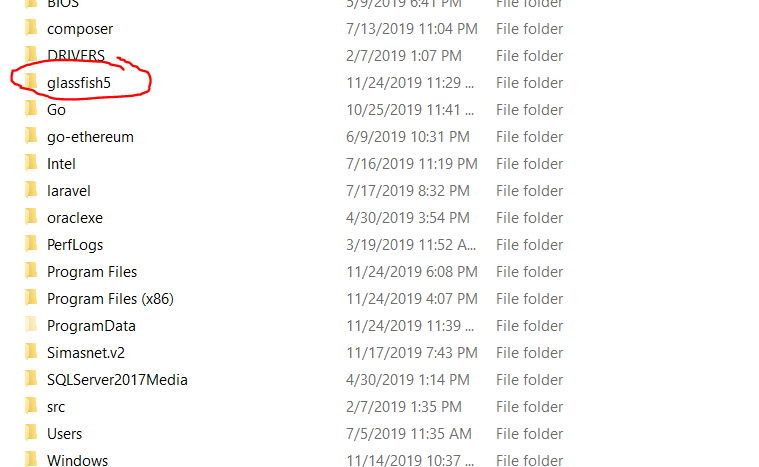 BIOS 5/9/2019 6:41 PM File folder
composer 7/13/2019 11:04 PM File folder
DRIVERS 2/7/2019 1:07 PM File folder
glassfish5 11/24/2019 11:29 ... File folder
Go 10/25/2019 11:41 ... File folder
go-ethereum 6/9/2019 10:31 PM File folder
Intel 7/16/2019 11:19 PM File folder
laravel 7/17/2019 8:32 PM File folder
oraclexe 4/30/2019 3:54 PM File folder
PerfLogs 3/19/2019 11:52 A... File folder
Program Files 11/24/2019 6:08 PM File folder
Program Files (x86) 11/24/2019 4:07 PM File folder
ProgramData 11/24/2019 11:39 ... File folder
Simasnet.v2 11/17/2019 7:43 PM File folder
SQLServer2017Media 4/30/2019 1:14 PM File folder
src 2/7/2019 1:35 PM File folder
Users 7/5/2019 11:35 AM File folder
Windows 11/14/2019 10:37 ... File folder